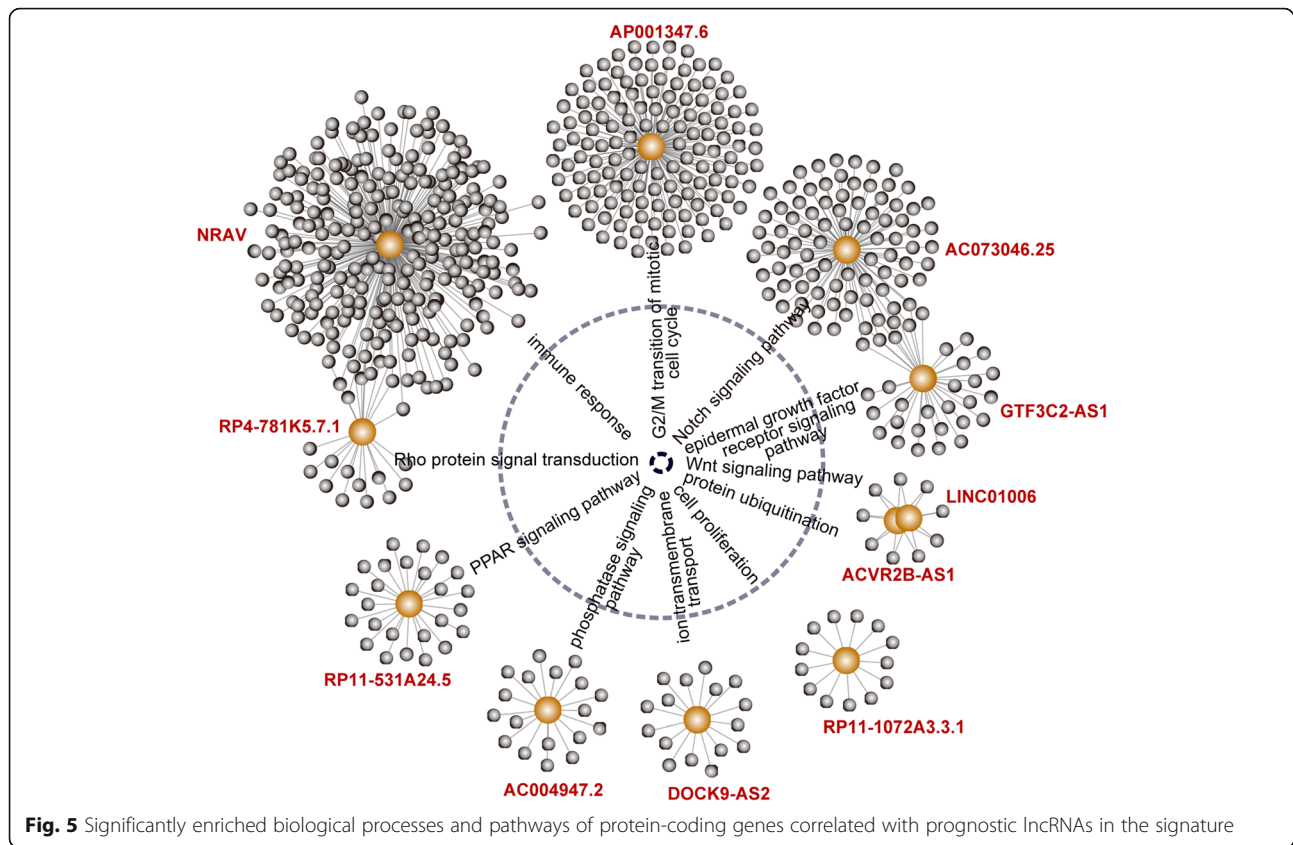 AP001347.6
NRAV
AC073046.25
G2/M transition of mitotic
cell cycle
Notch signaling pathway
immune response
epidermal growth factor
receptor signaling
pathway
GTF3C2-AS1
RP4-781K5.7.1
Rho protein signal transduction
Wnt signaling pathway
LINC01006
protein ubiquitination
PPAR signaling pathway
cell proliferation
ACVR2B-AS1
phosphatase signaling
pathway
ion transmembrane
transport
RP11-531A24.5
RP11-1072A3.3.1
AC004947.2
DOCK9-AS2
Fig. 5 Significantly enriched biological processes and pathways of protein-coding genes correlated with prognostic lncRNAs in the signature